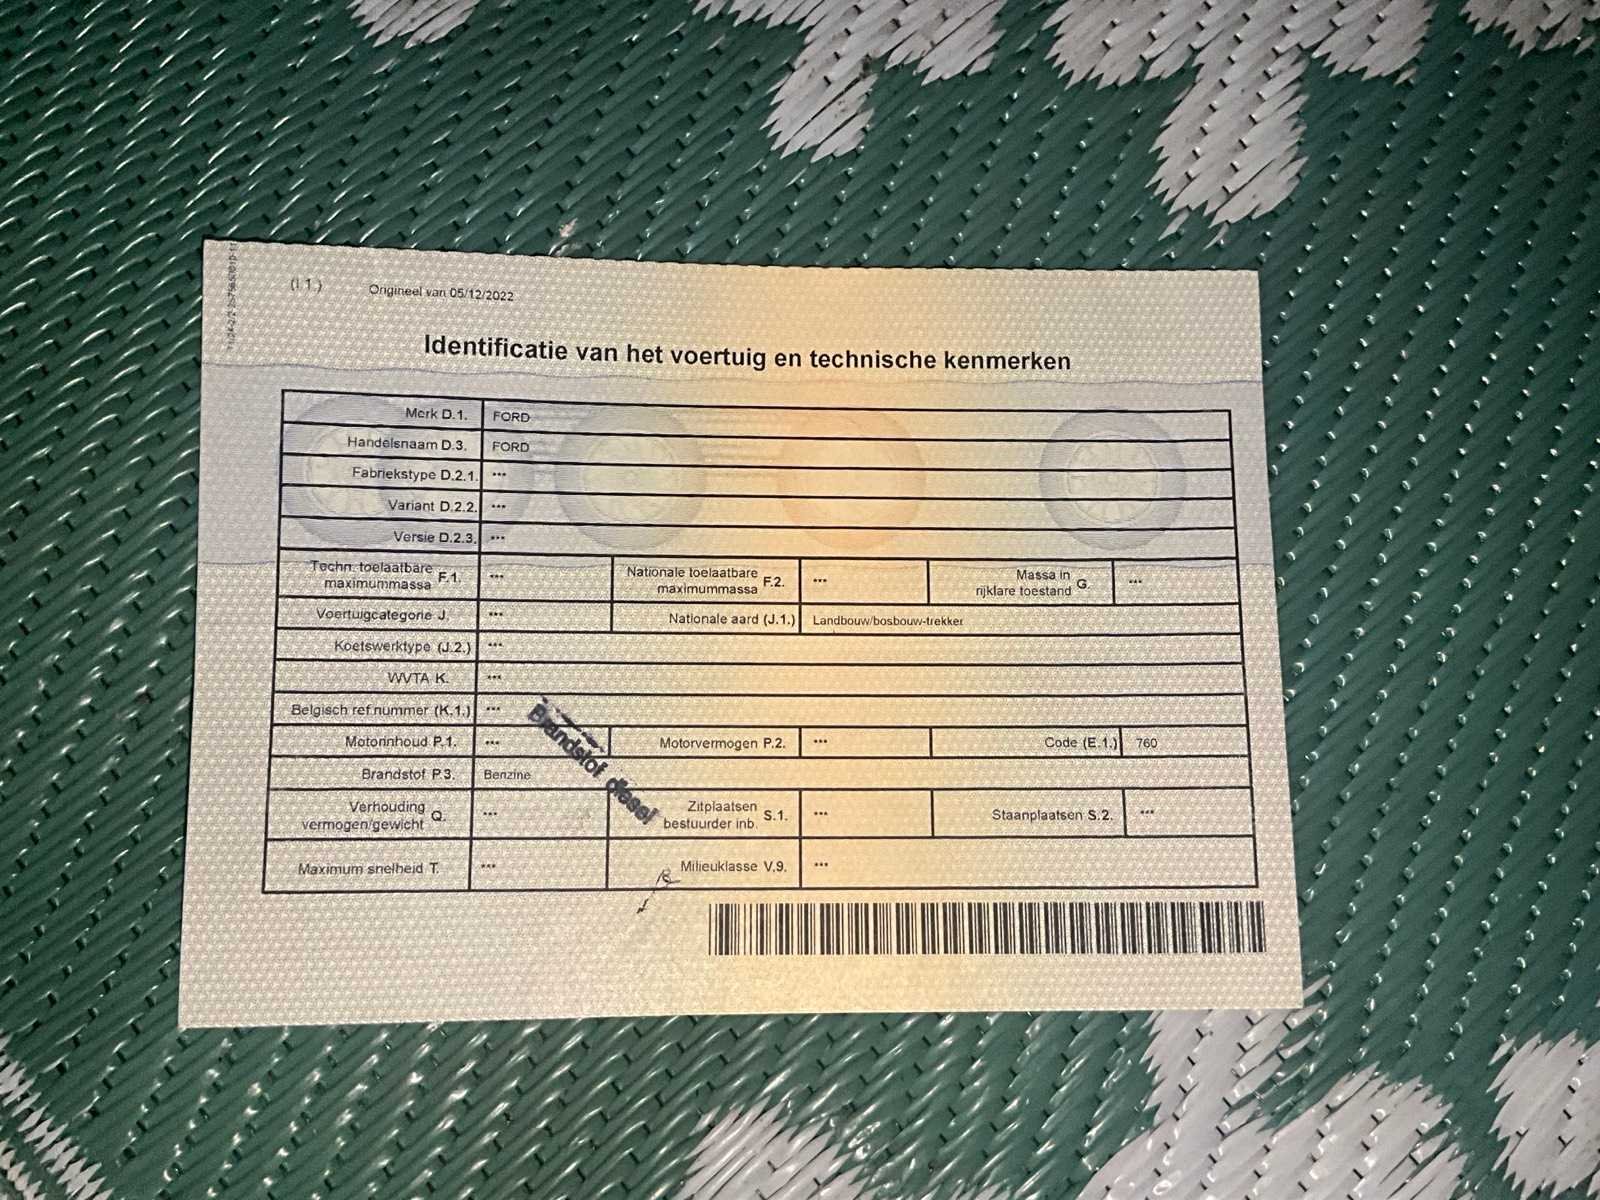 (I.1.) Origineel van 05/12/2022
Identificatie van het voertuig en technische kenmerken
Merk D.1. FORD
Handelsnaam D.3. FORD
Fabriekstype D.2.1. ***
Variant D.2.2. ***
Versie D.2.3. ***
Techn. toelaatbare
maximummassa F.1. ***
Nationale toelaatbare
maximummassa F.2. ***
Massa in
rijklare toestand G. ***
Voertuigcategorie J. *** Nationale aard (J.1.) Landbouw/bosbouw-trekker
Koetswerktype (J.2.) ***
WVTA K. ***
Belgisch ref.nummer (K.1.) ***
Motorinhoud P.1. *** Motorvermogen P.2. *** Code (E.1.) 760
Brandstof P.3. Benzine
Brandstof diesel
Verhouding
vermogen/gewicht Q. ***
Zitplaatsen
bestuurder inb. S.1. ***
Staanplaatsen S.2. ***
Maximum snelheid T. *** Milieuklasse V.9. ***